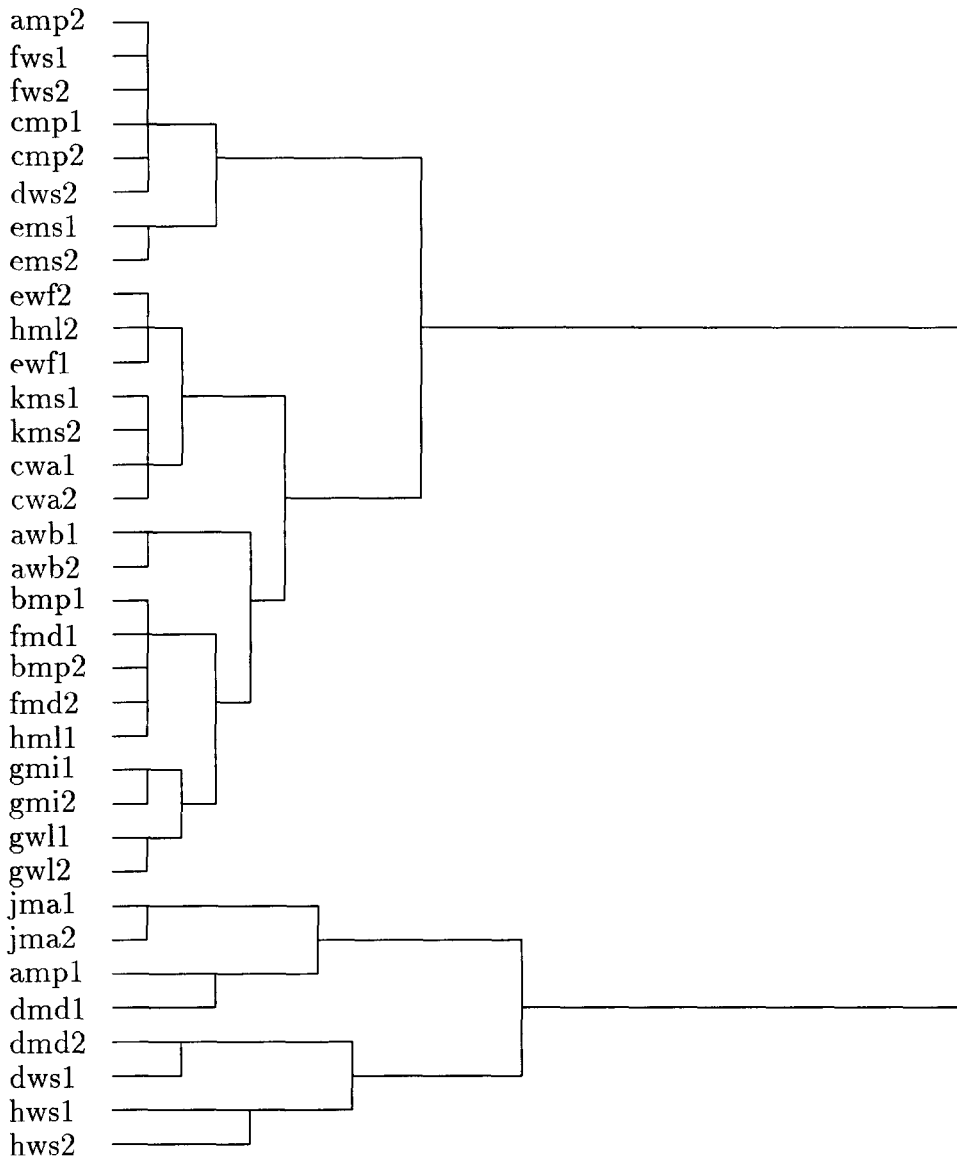 amp2
fws1
fws2
cmp1
cmp2
dws2
ems1
ems2
ewf2
hml2
ewf1
kms1
kms2
cwa1
cwa2
awb1
awb2
bmp1
fmd1
bmp2
fmd2
hml1
gmi1
gmi2
gwl1
gwl2
jma1
jma2
amp1
dmd1
dmd2
dws1
hws1
hws2